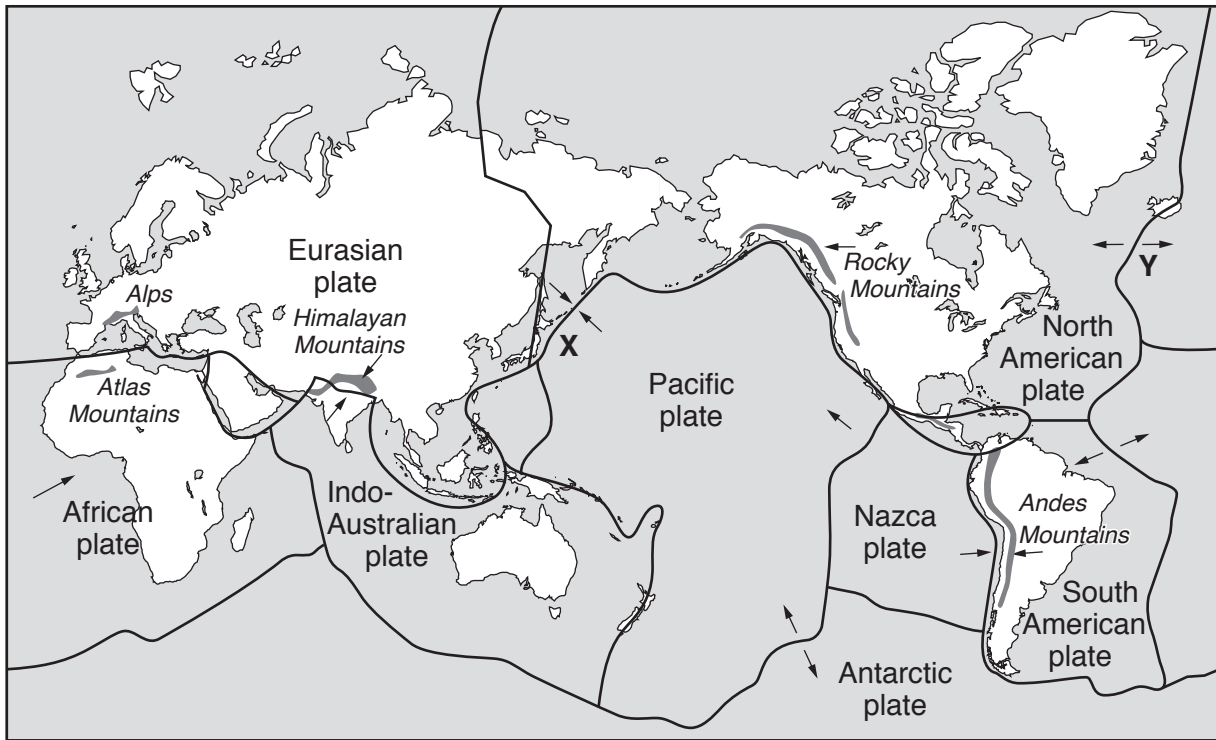 Eurasian
plate
Alps
Himalayan
Mountains
Atlas
Mountains
African
plate
Indo-
Australian
plate
X
Pacific
plate
Rocky
Mountains
Y
North
American
plate
Nazca
plate
Andes
Mountains
South
American
plate
Antarctic
plate